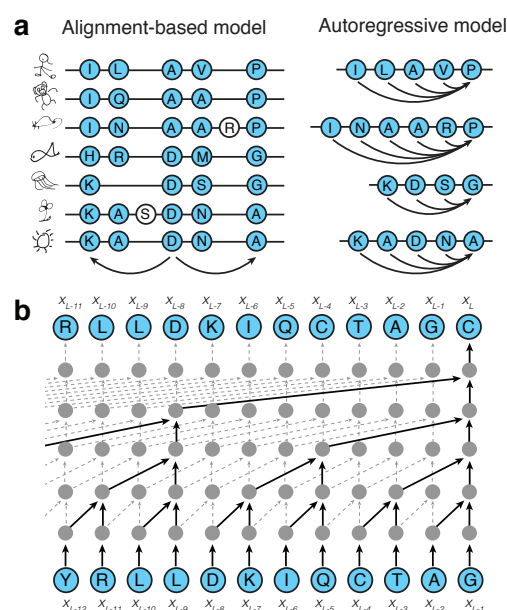 a
Alignment-based model
I L A V P
I Q A A P
I N A A R P
H R D M G
K D S G
K A S D N A
K A D N A
Autoregressive model
I L A V P
I N A A R P
K D S G
K A D N A
b
X_{L-11} X_{L-10} X_{L-9} X_{L-8} X_{L-7} X_{L-6} X_{L-5} X_{L-4} X_{L-3} X_{L-2} X_{L-1} X_L
R L L D K I Q C T A G C
Y R L L D K I Q C T A G
X_{L-12} X_{L-11} X_{L-10} X_{L-9} X_{L-8} X_{L-7} X_{L-6} X_{L-5} X_{L-4} X_{L-3} X_{L-2} X_{L-1}